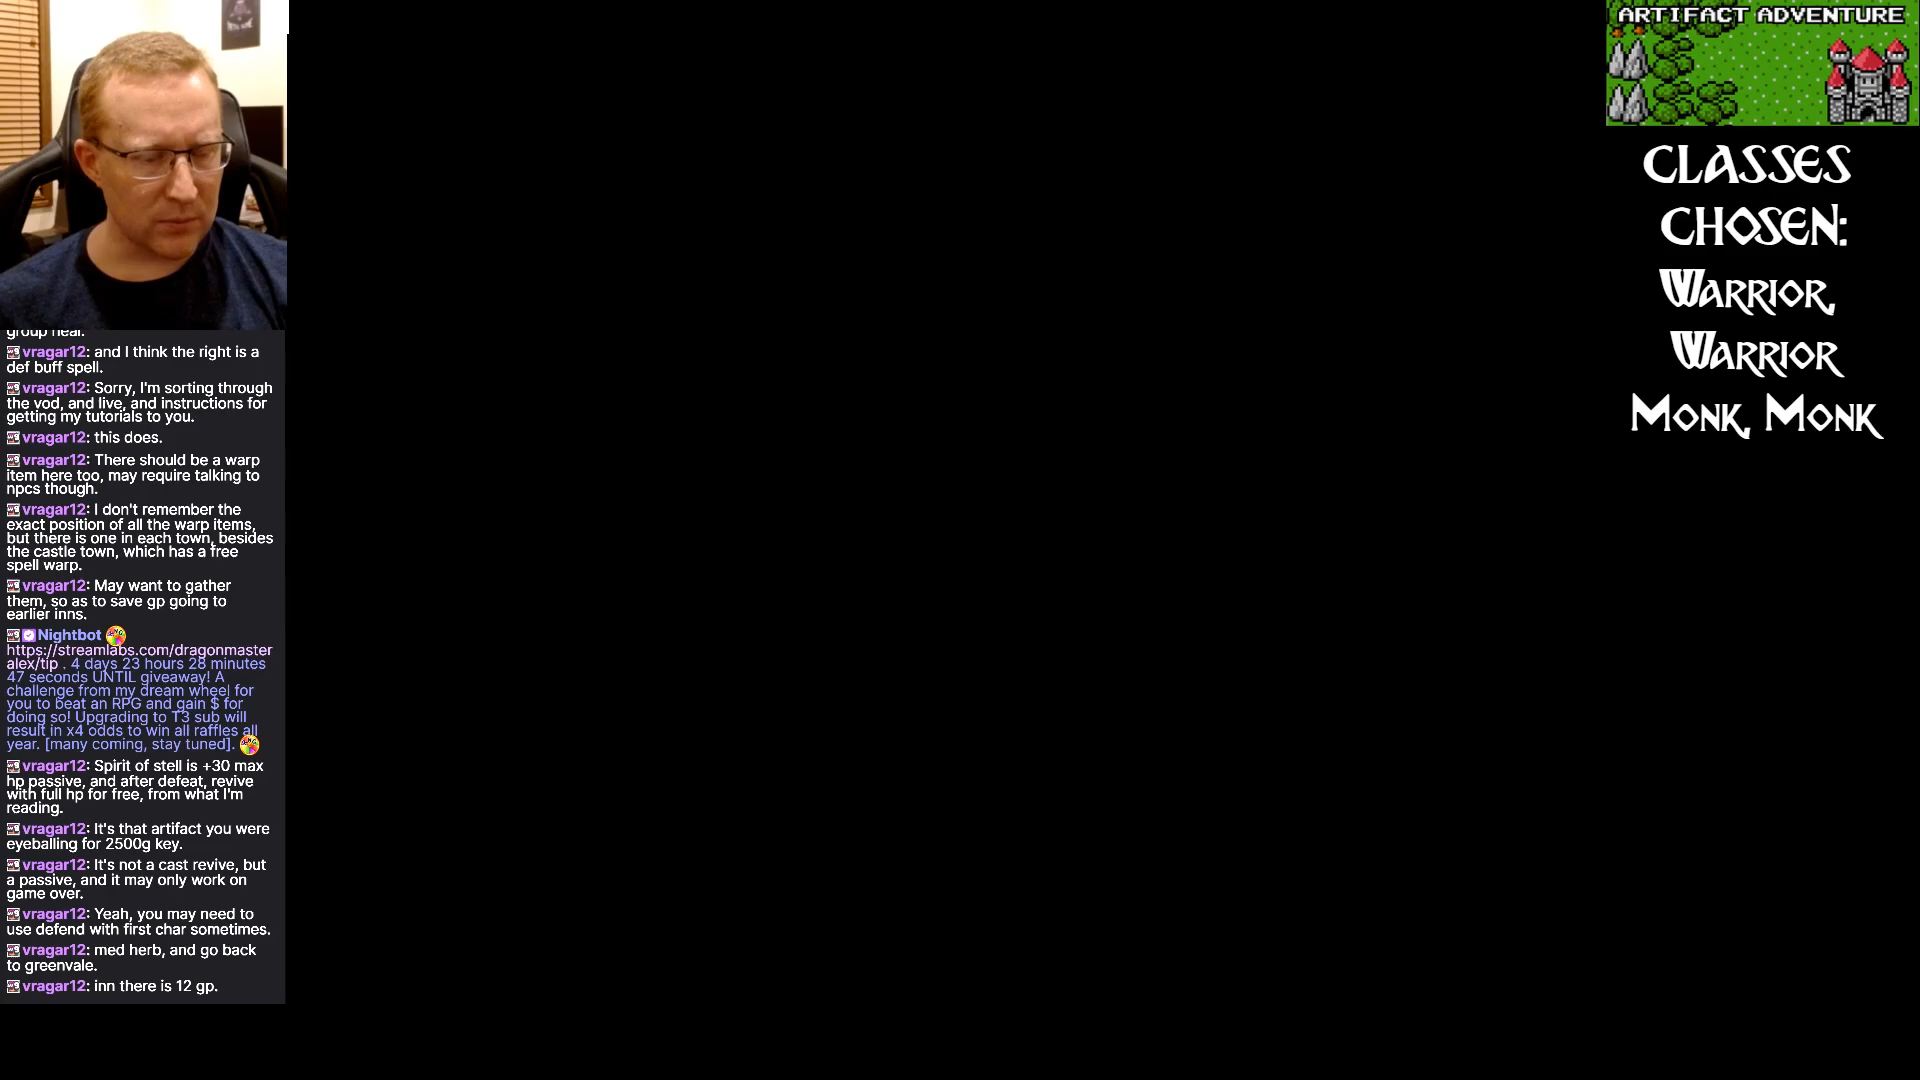 ARTIFACT ADVENTURE
CLASSES
CHOSEN:
WARRIOR,
WARRIOR
MONK, MONK
group heal.
vragar12: and I think the right is a
def buff spell.
vragar12: Sorry, I'm sorting through
the vod, and live, and instructions for
getting my tutorials to you.
vragar12: this does.
vragar12: There should be a warp
item here too, may require talking to
npcs though.
vragar12: I don't remember the
exact position of all the warp items,
but there is one in each town, besides
the castle town, which has a free
spell warp.
vragar12: May want to gather
them, so as to save gp going to
earlier inns.
Nightbot
https://streamlabs.com/dragonmaster
alex/tip . 4 days 23 hours 28 minutes
47 seconds UNTIL giveaway! A
challenge from my dream wheel for
you to beat an RPG and gain $ for
doing so! Upgrading to T3 sub will
result in x4 odds to win all raffles all
year. [many coming, stay tuned].
vragar12: Spirit of stell is +30 max
hp passive, and after defeat, revive
with full hp for free, from what I'm
reading.
vragar12: It's that artifact you were
eyeballing for 2500g key.
vragar12: It's not a cast revive, but
a passive, and it may only work on
game over.
vragar12: Yeah, you may need to
use defend with first char sometimes.
vragar12: med herb, and go back
to greenvale.
vragar12: inn there is 12 gp.